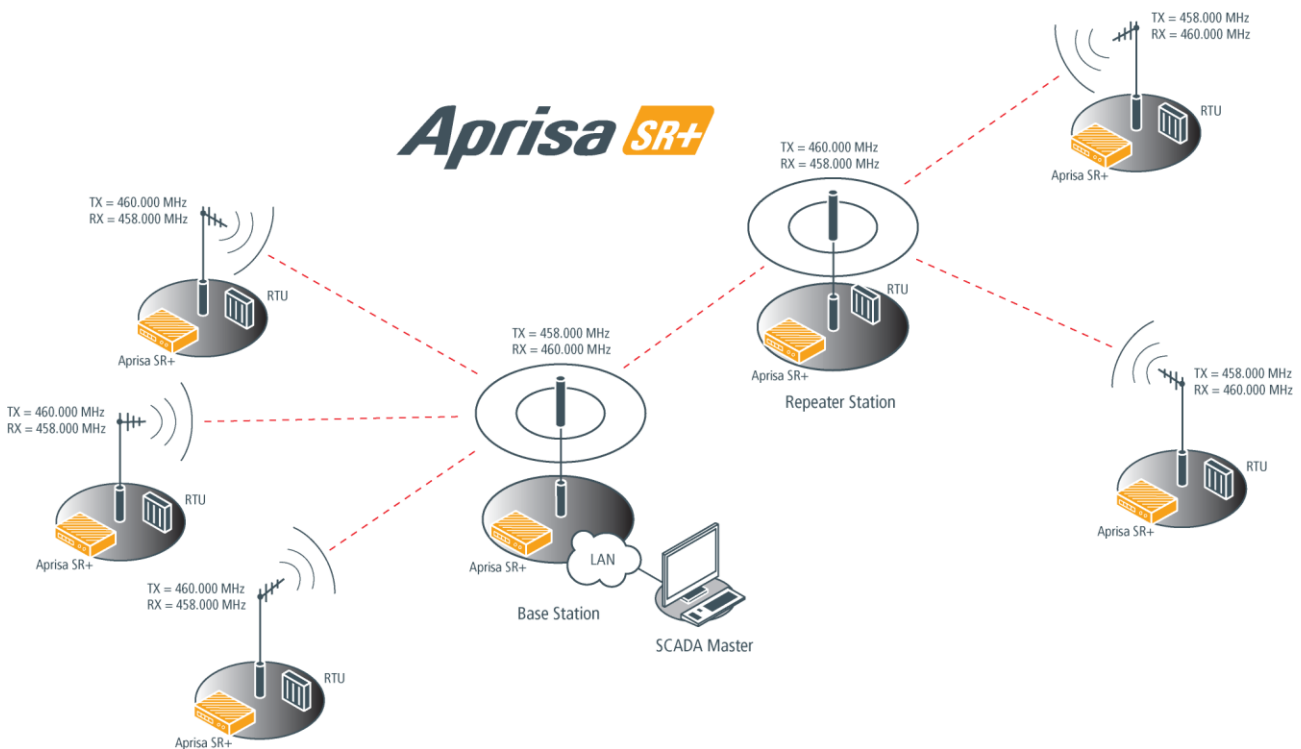 TX = 458.000 MHz
RX = 460.000 MHz
RTU
Aprisa SR+
Aprisa SR+
TX = 460.000 MHz
RX = 458.000 MHz
RTU
Aprisa SR+
Repeater Station
TX = 460.000 MHz
RX = 458.000 MHz
RTU
Aprisa SR+
TX = 458.000 MHz
RX = 460.000 MHz
Aprisa SR+
LAN
Base Station
SCADA Master
TX = 458.000 MHz
RX = 460.000 MHz
RTU
Aprisa SR+
TX = 460.000 MHz
RX = 458.000 MHz
RTU
Aprisa SR+
TX = 460.000 MHz
RX = 458.000 MHz
RTU
Aprisa SR+